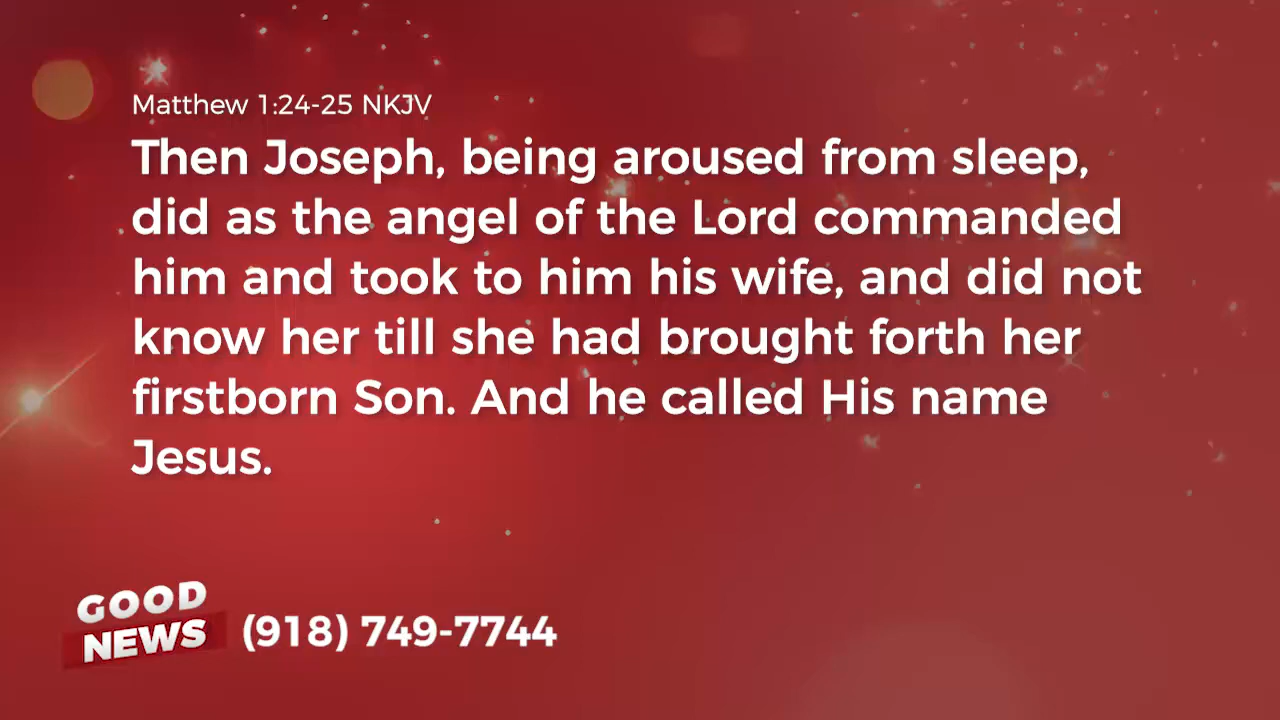 Matthew 1:24-25 NKJV
Then Joseph, being aroused from sleep,
did as the angel of the Lord commanded
him and took to him his wife, and did not
know her till she had brought forth her
firstborn Son. And he called His name
Jesus.
GOOD
NEWS
(918) 749-7744